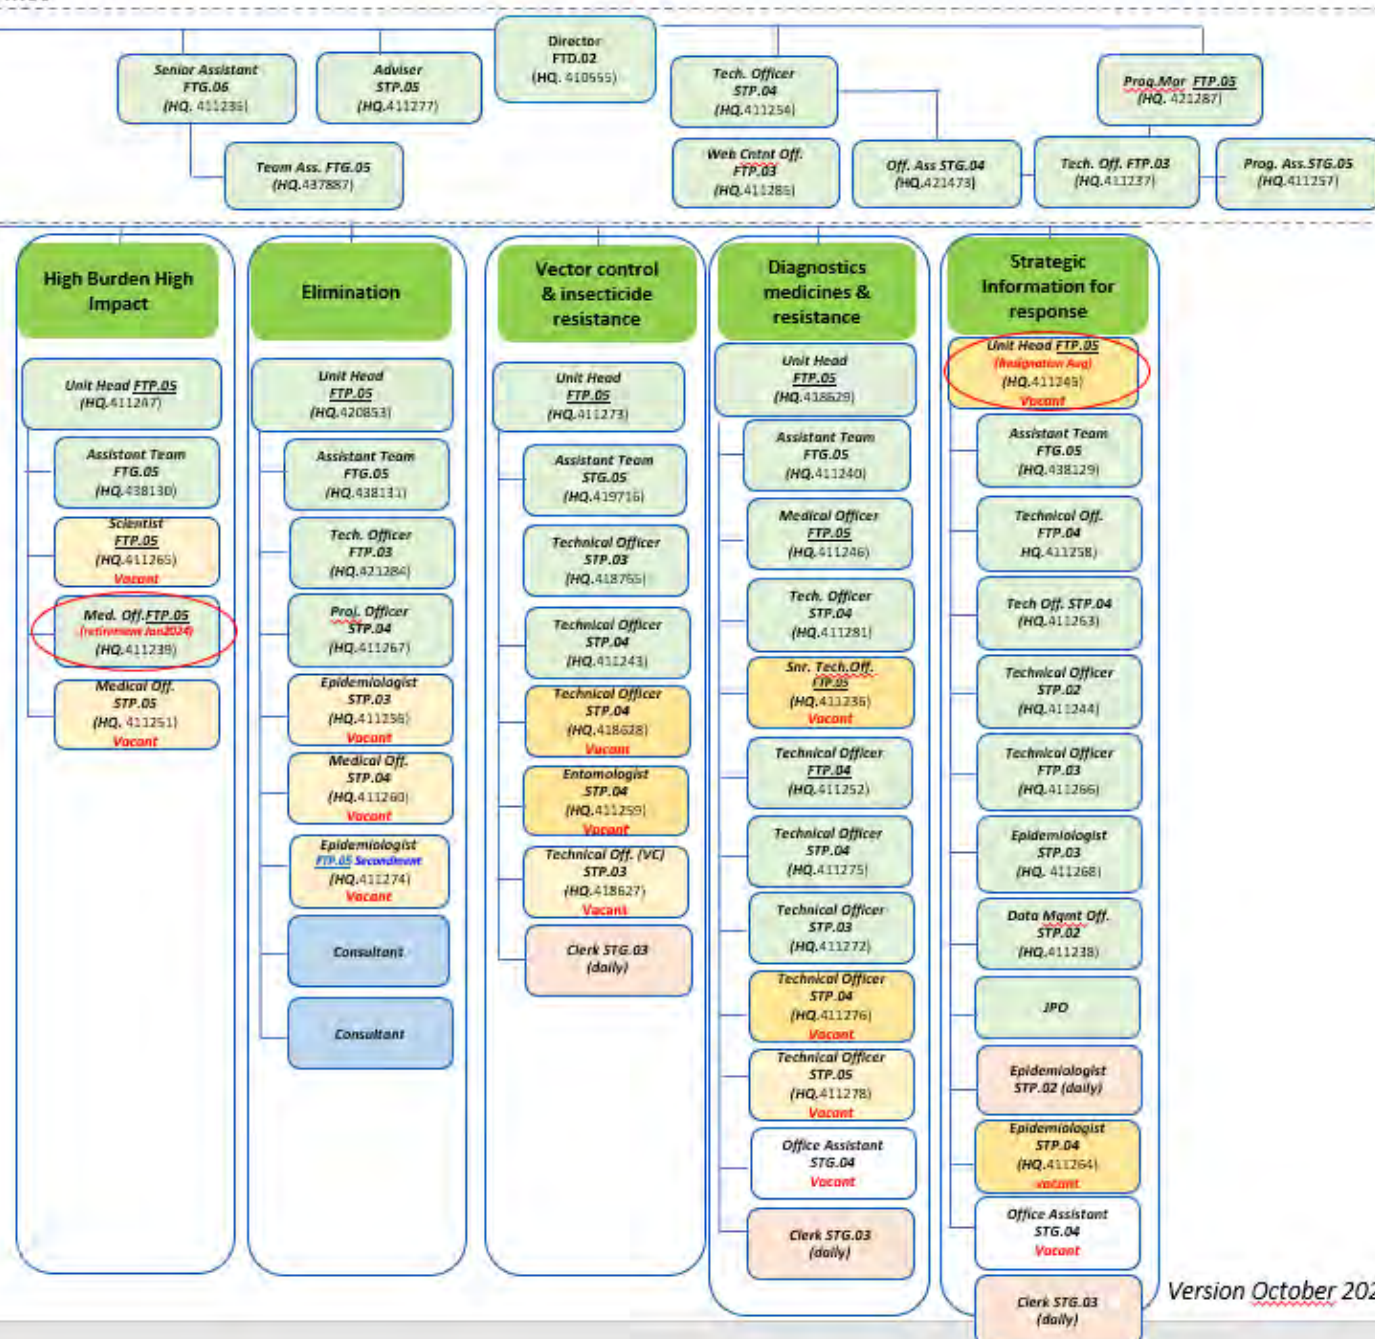 Director
FTD.02
(HQ. 410555)
Senior Assistant
FTG.06
(HQ. 411235)
Adviser
STP.05
(HQ.411277)
Tech. Officer
STP.04
(HQ.411254)
Prog.Mgr FTP.05
(HQ. 421287)
Team Ass. FTG.05
(HQ.437887)
Web Cntnt Off.
FTP.03
(HQ.411285)
Off. Ass STG.04
(HQ.421473)
Tech. Off. FTP.03
(HQ.411237)
Prog. Ass.STG.05
(HQ.411257)
High Burden High
Impact
Unit Head FTP.05
(HQ.411247)
Assistant Team
FTG.05
(HQ.438130)
Scientist
FTP.05
(HQ.411265)
Vacant
Med. Off.FTP.05
(retirement Jan2024)
(HQ.411239)
Medical Off.
STP.05
(HQ. 411251)
Vacant
Elimination
Unit Head
FTP.05
(HQ.420853)
Assistant Team
FTG.05
(HQ.438131)
Tech. Officer
FTP.03
(HQ.421284)
Proj. Officer
STP.04
(HQ.411267)
Epidemiologist
STP.03
(HQ.411256)
Vacant
Medical Off.
STP.04
(HQ.411260)
Vacant
Epidemiologist
FTP.05 Secondment
(HQ.411274)
Vacant
Consultant
Consultant
Vector control
& insecticide
resistance
Unit Head
FTP.05
(HQ.411273)
Assistant Team
STG.05
(HQ.419716)
Technical Officer
STP.03
(HQ.418765)
Technical Officer
STP.04
(HQ.411243)
Technical Officer
STP.04
(HQ.418628)
Vacant
Entomologist
STP.04
(HQ.411259)
Vacant
Technical Off. (VC)
STP.03
(HQ.418627)
Vacant
Clerk STG.03
(daily)
Diagnostics
medicines &
resistance
Unit Head
FTP.05
(HQ.418629)
Assistant Team
FTG.05
(HQ.411240)
Medical Officer
FTP.05
(HQ.411246)
Tech. Officer
STP.04
(HQ.411281)
Snr. Tech.Off.
FTP.05
(HQ.411236)
Vacant
Technical Officer
FTP.04
(HQ.411252)
Technical Officer
STP.04
(HQ.411275)
Technical Officer
STP.03
(HQ.411272)
Technical Officer
STP.04
(HQ.411276)
Vacant
Technical Officer
STP.05
(HQ.411278)
Vacant
Office Assistant
STG.04
Vacant
Clerk STG.03
(daily)
Strategic
Information for
response
Unit Head FTP.05
(Resignation Aug)
(HQ.411245)
Vacant
Assistant Team
FTG.05
(HQ.438129)
Technical Off.
FTP.04
HQ.411258)
Tech Off. STP.04
(HQ.411263)
Technical Officer
STP.02
(HQ.411244)
Technical Officer
FTP.03
(HQ.411266)
Epidemiologist
STP.03
(HQ. 411268)
Data Mgmt Off.
STP.02
(HQ.411238)
JPO
Epidemiologist
STP.02 (daily)
Epidemiologist
STP.04
(HQ.411264)
vacant
Office Assistant
STG.04
Vacant
Clerk STG.03
(daily)
Version October 202